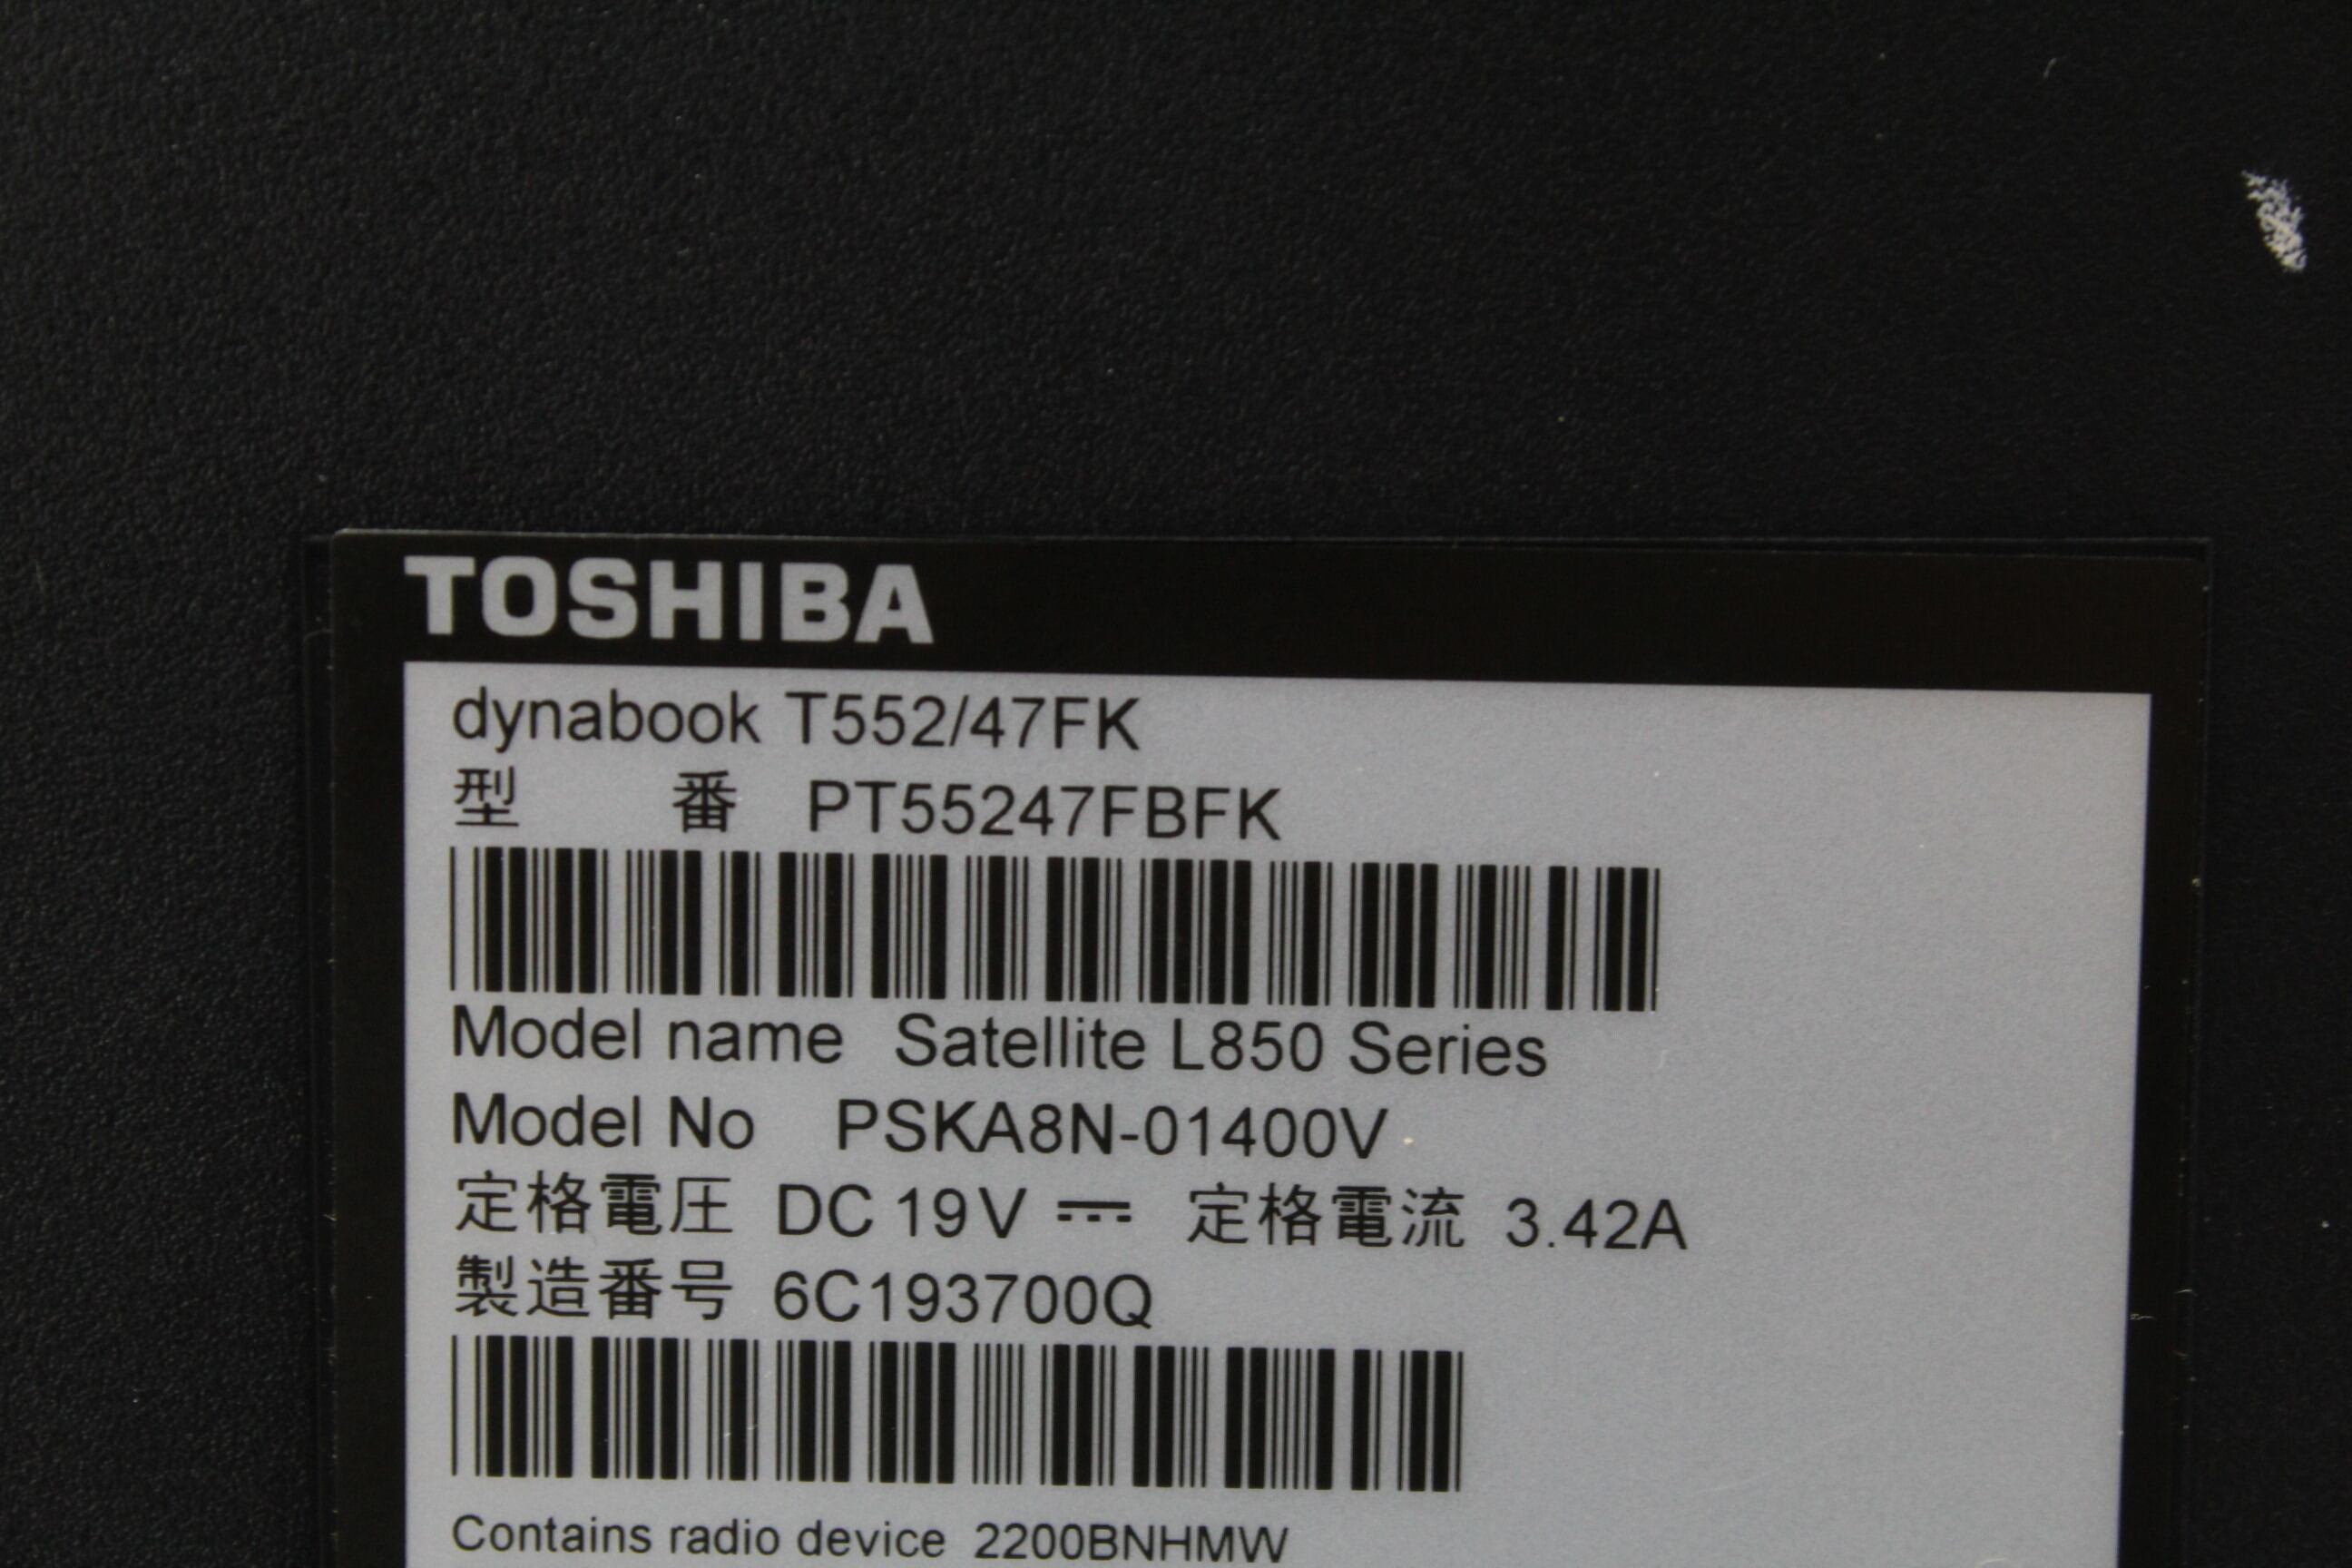 TOSHIBA
dynabook T552/47FK
型 番 PT55247FBFK
Model name Satellite L850 Series
Model No PSKA8N-01400V
定格電圧 DC 19V ⎓ 定格電流 3.42A
製造番号 6C193700Q
Contains radio device 2200BNHMW